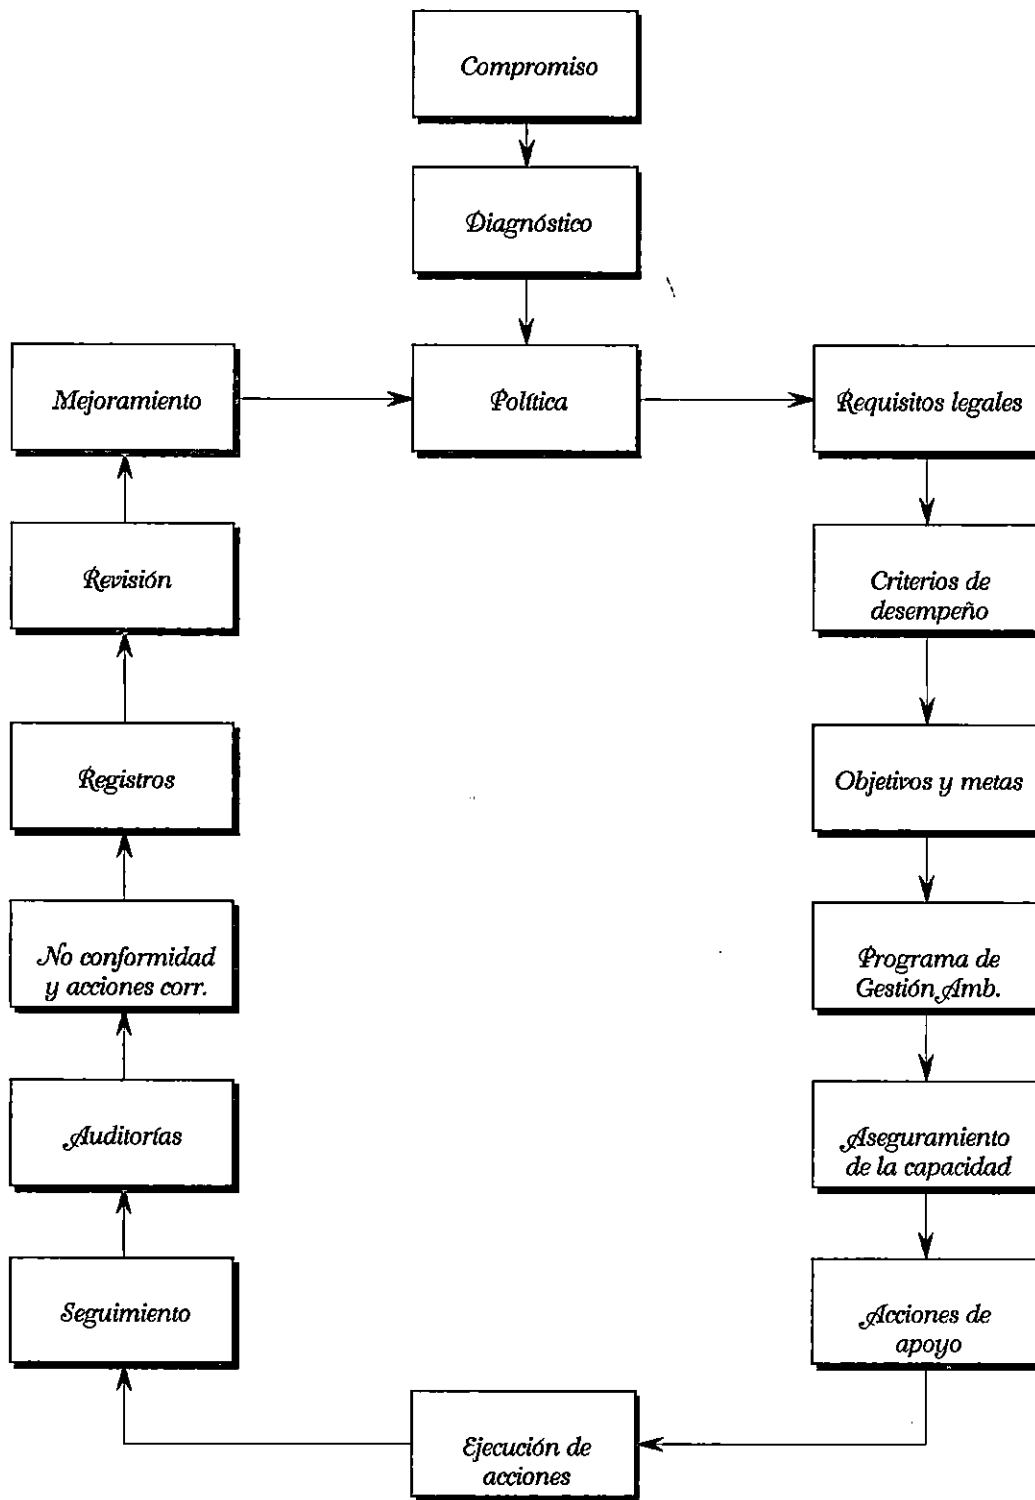 Compromiso
Diagnóstico
Mejoramiento
Política
Requisitos legales
Revisión
Criterios de
desempeño
Registros
Objetivos y metas
No conformidad
y acciones corr.
Programa de
Gestión Amb.
Auditorías
Aseguramiento
de la capacidad
Seguimiento
Acciones de
apoyo
Ejecución de
acciones